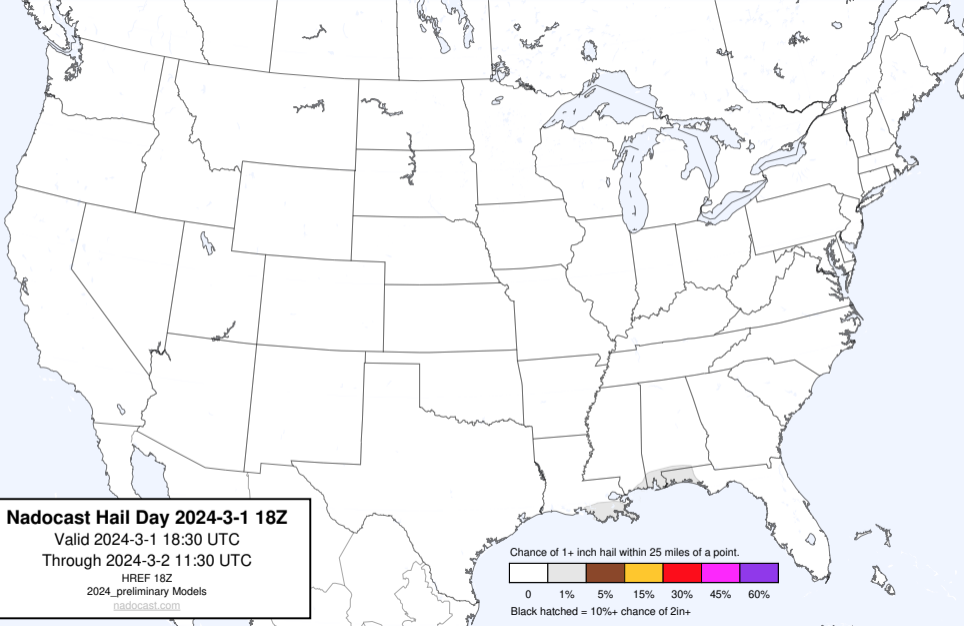 Nadocast Hail Day 2024-3-1 18Z
Valid 2024-3-1 18:30 UTC
Through 2024-3-2 11:30 UTC
HREF 18Z
2024_preliminary Models
nadocast.com
Chance of 1+ inch hail within 25 miles of a point.
0 1% 5% 15% 30% 45% 60%
Black hatched = 10%+ chance of 2in+